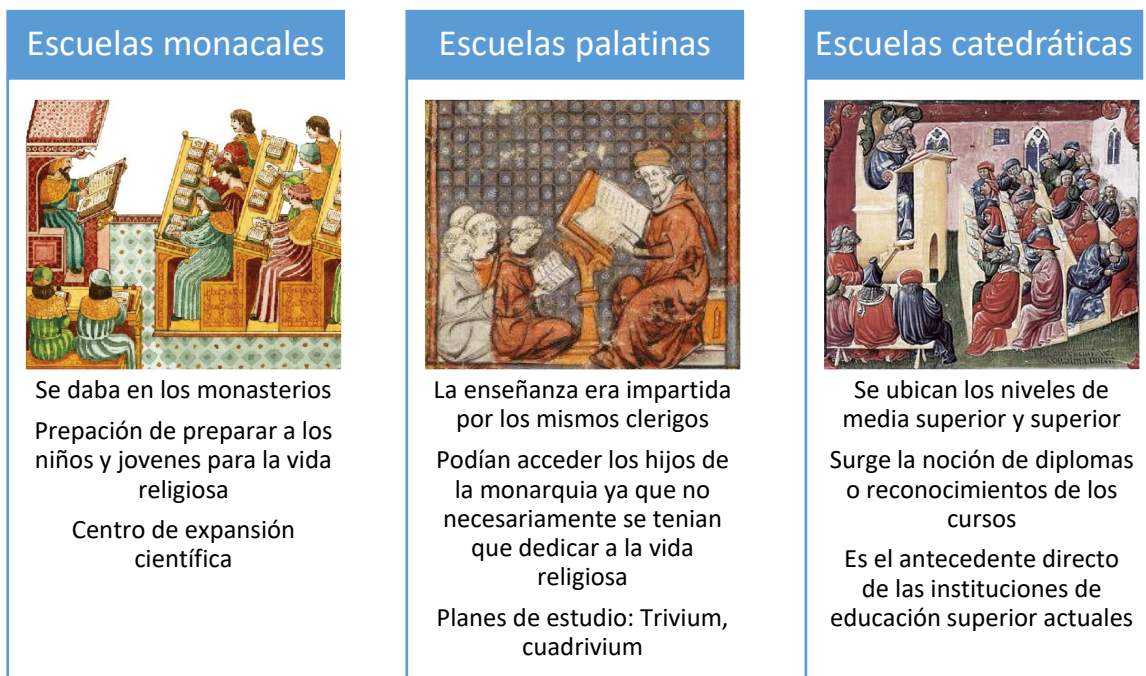 Escuelas monacales
Se daba en los monasterios
Prepación de preparar a los
niños y jovenes para la vida
religiosa
Centro de expansión
científica
Escuelas palatinas
La enseñanza era impartida
por los mismos clerigos
Podían acceder los hijos de
la monarquia ya que no
necesariamente se tenian
que dedicar a la vida
religiosa
Planes de estudio: Trivium,
cuadrivium
Escuelas catedráticas
Se ubican los niveles de
media superior y superior
Surge la noción de diplomas
o reconocimientos de los
cursos
Es el antecedente directo
de las instituciones de
educación superior actuales